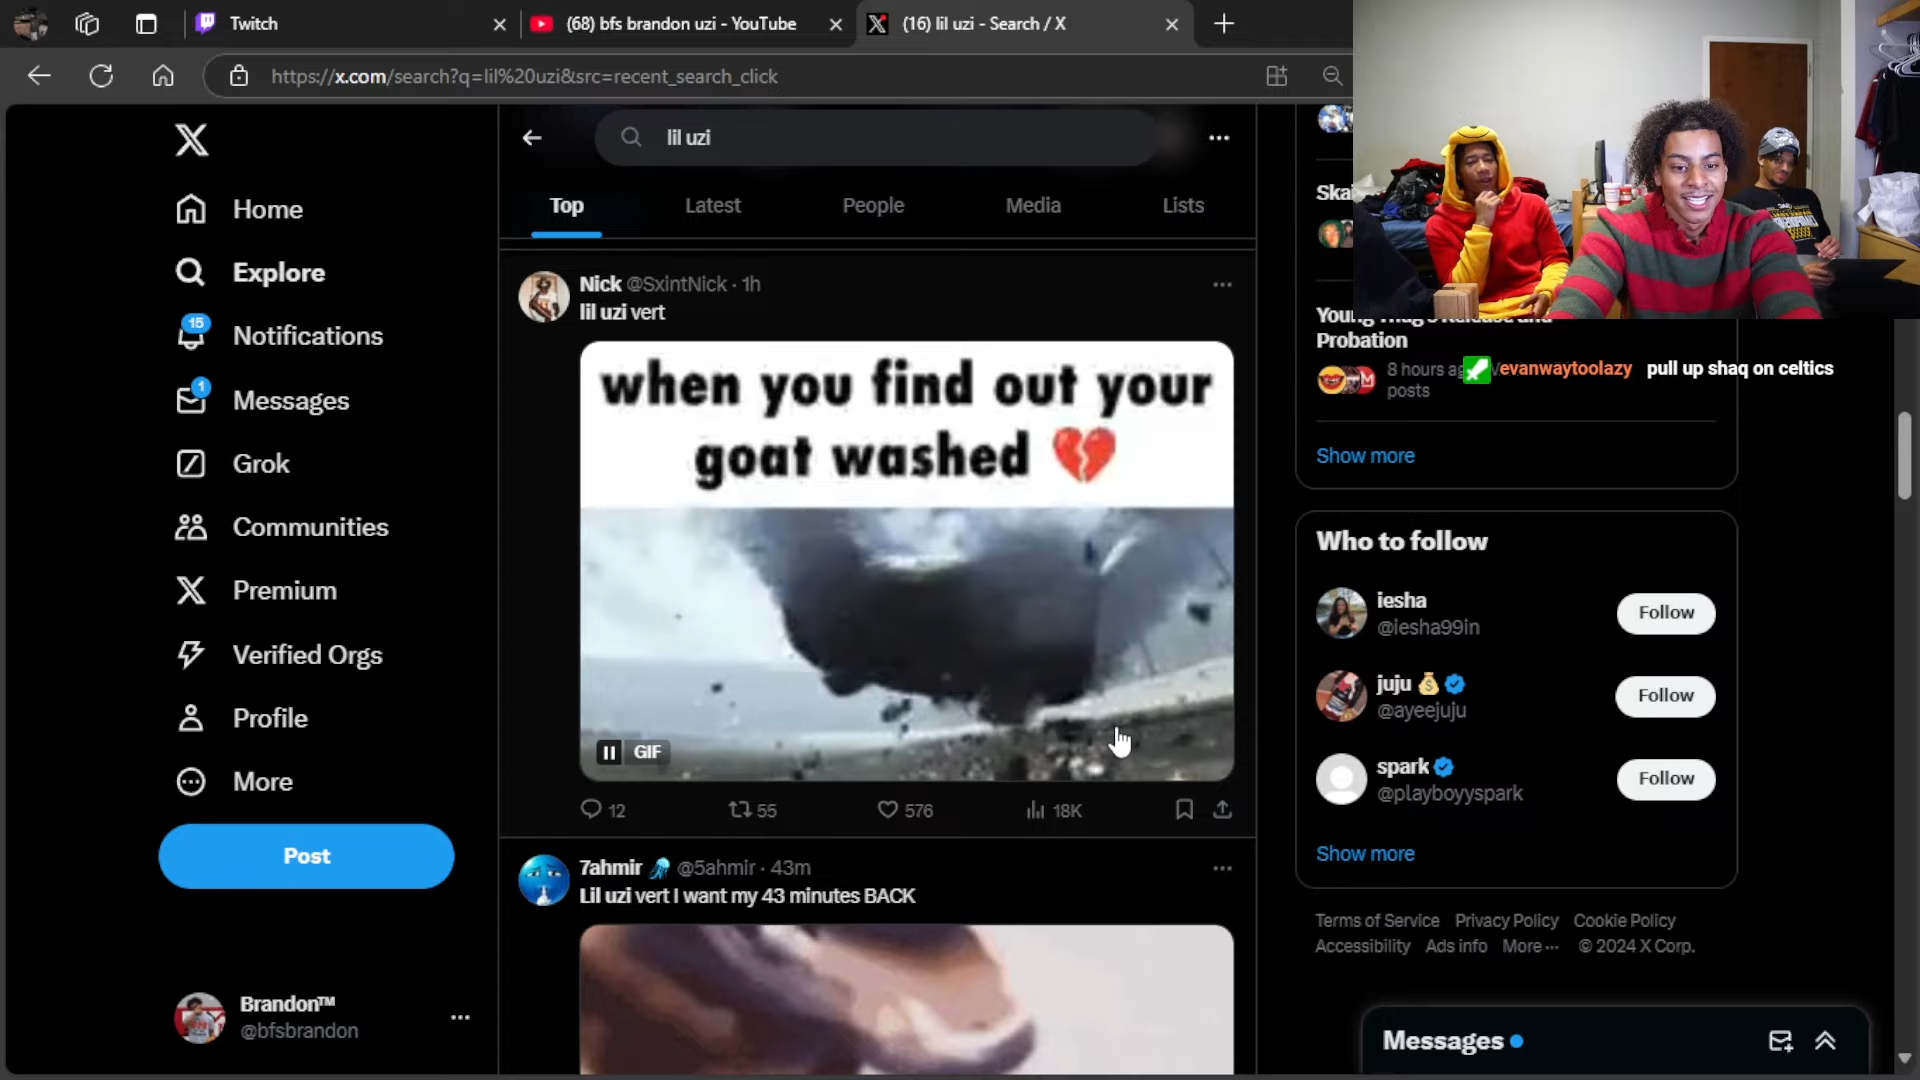 Twitch
(68) bfs brandon uzi - YouTube
(16) lil uzi - Search / X
https://x.com/search?q=lil%20uzi&src=recent_search_click
Home
Explore
15
Notifications
1
Messages
Grok
Communities
Premium
Verified Orgs
Profile
More
Post
Brandon™
@bfsbrandon
lil uzi
Top
Latest
People
Media
Lists
Nick @SxintNick · 1h
lil uzi vert
when you find out your
goat washed 💔
GIF
12
55
576
18K
7ahmir @5ahmir · 43m
Lil uzi vert I want my 43 minutes BACK
Probation
8 hours
posts
evanwaytoolazy pull up shaq on celtics
Show more
Who to follow
iesha
@iesha99in
Follow
juju 💰
@ayeejuju
Follow
spark
@playboyyspark
Follow
Show more
Terms of Service Privacy Policy Cookie Policy
Accessibility Ads info More ··· © 2024 X Corp.
Messages